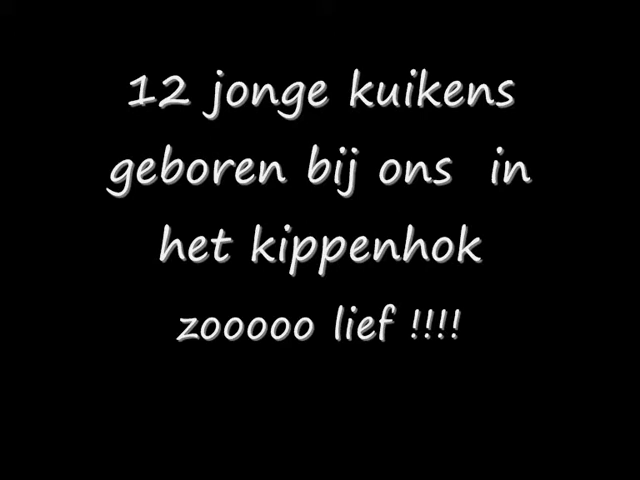 12 jonge kuikens
geboren bij ons in
het kippenhok
zooooo lief !!!!